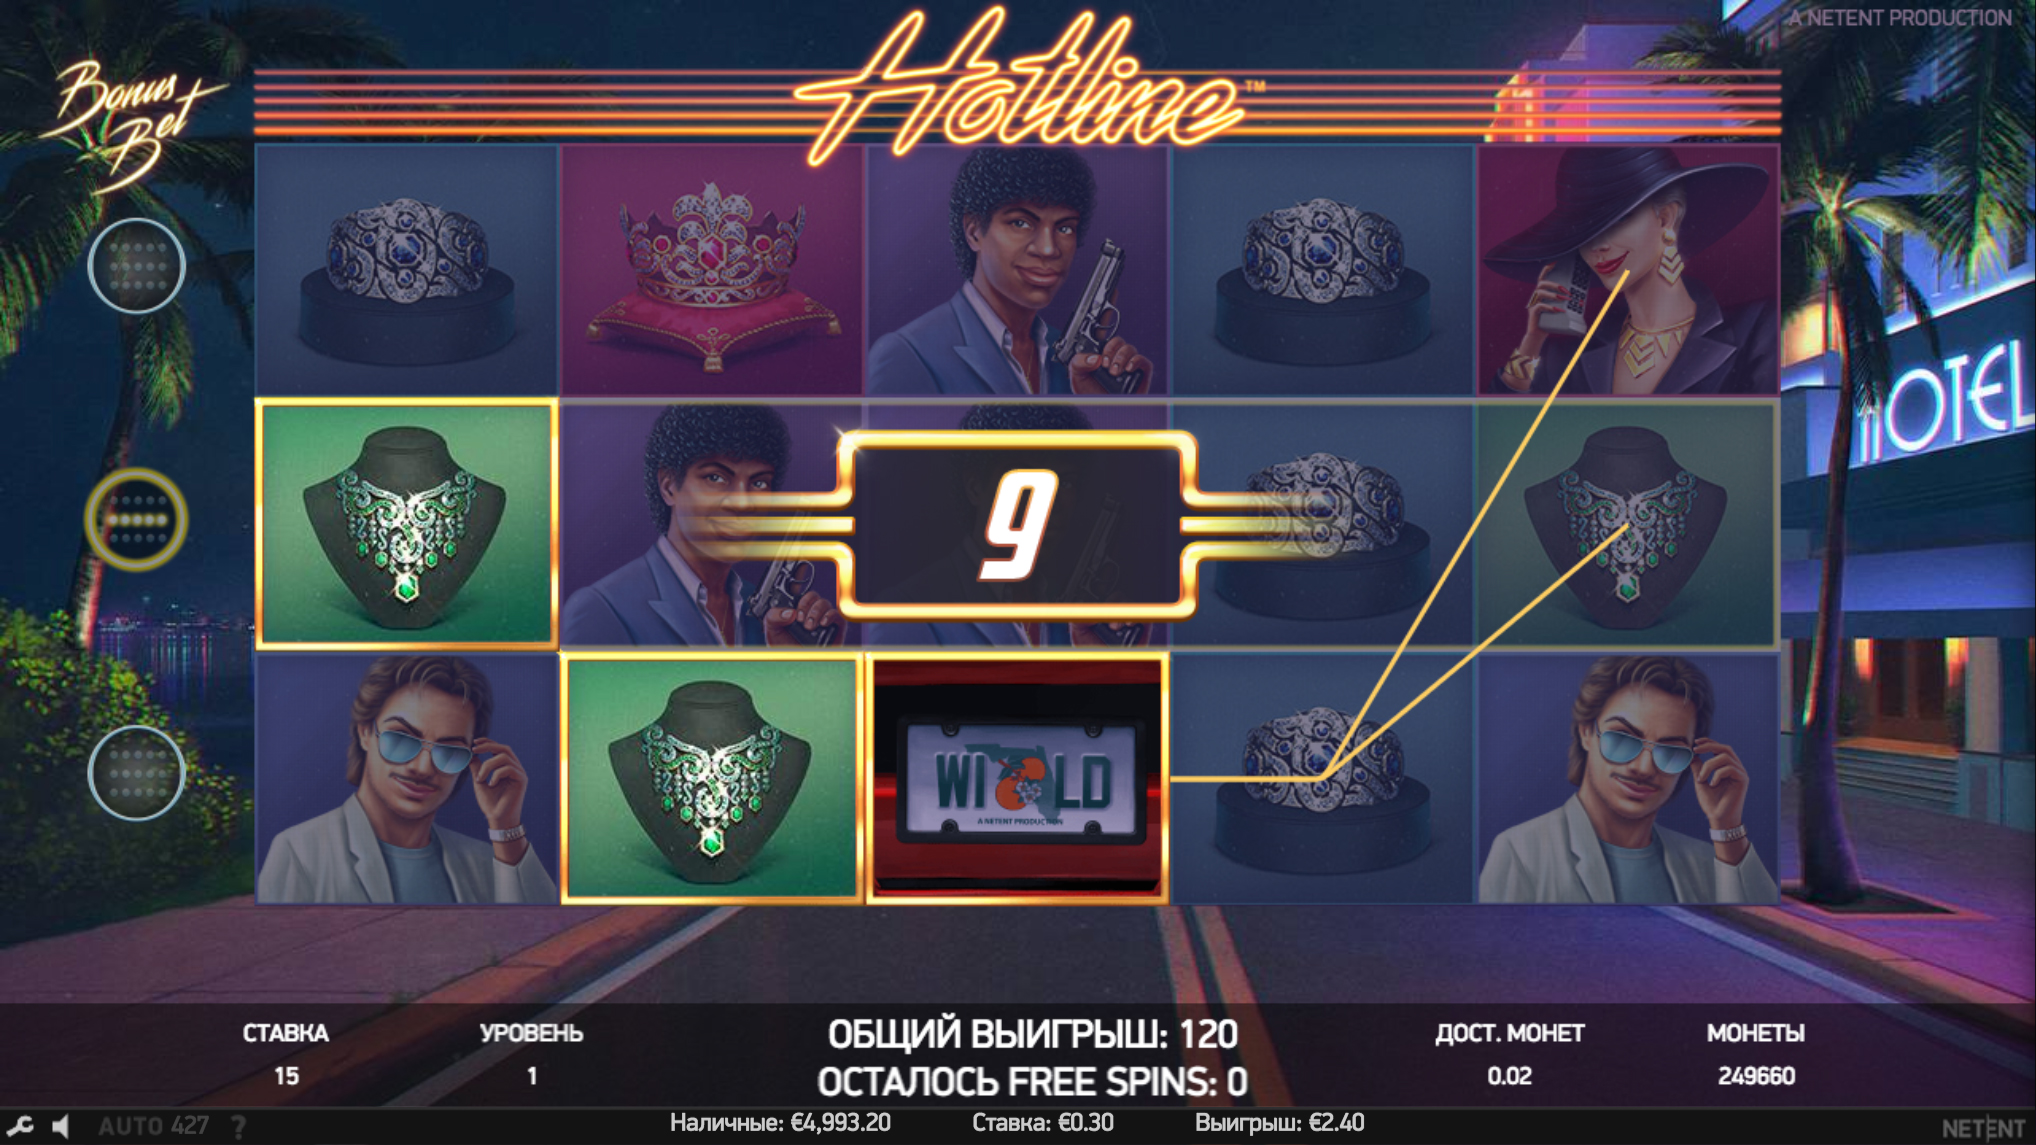 A NETENT PRODUCTION
Bonus
Bet
Hotline™
HOTEL
9
WILD
A NETENT PRODUCTION
СТАВКА
15
УРОВЕНЬ
1
ОБЩИЙ ВЫИГРЫШ: 120
ОСТАЛОСЬ FREE SPINS: 0
ДОСТ. МОНЕТ
0.02
МОНЕТЫ
249660
AUTO 427 ?
Наличные: €4,993.20 Ставка: €0.30 Выигрыш: €2.40
NETENT